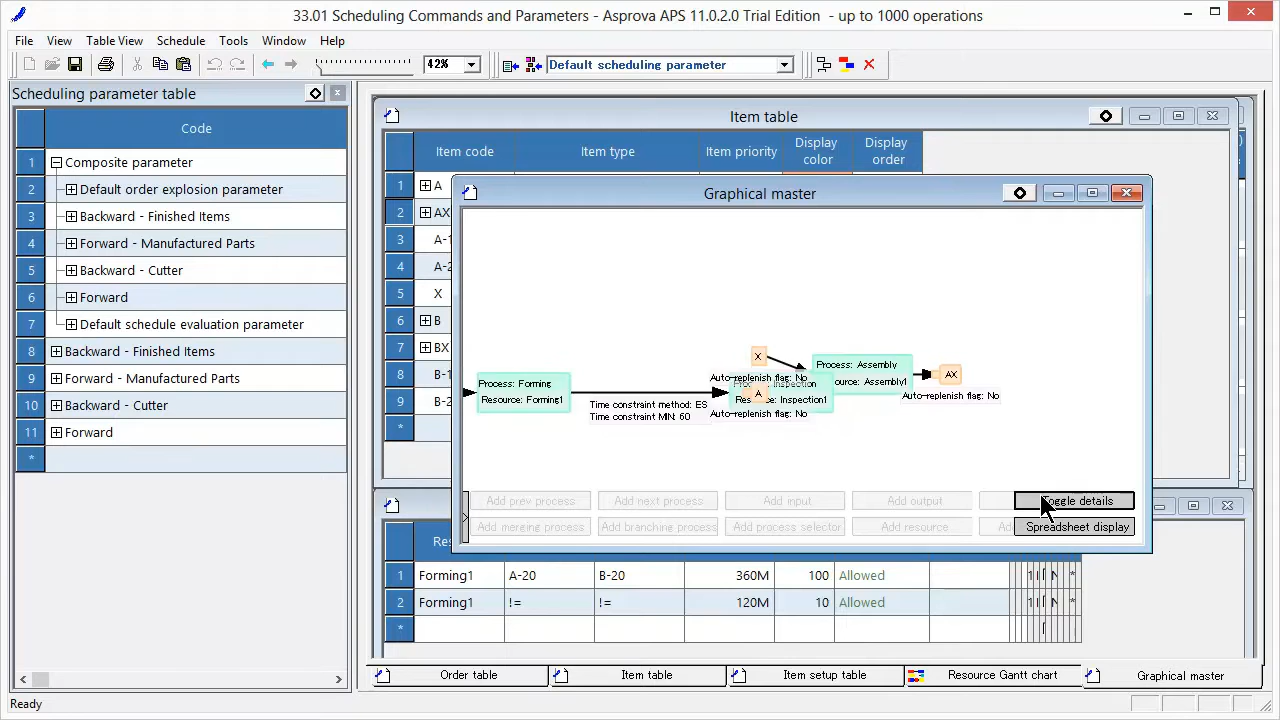 33.01 Scheduling Commands and Parameters - Asprova APS 11.0.2.0 Trial Edition - up to 1000 operations
File View Table View Schedule Tools Window Help
42% Default scheduling parameter
Scheduling parameter table
Code
1 Composite parameter
2 Default order explosion parameter
3 Backward - Finished Items
4 Forward - Manufactured Parts
5 Backward - Cutter
6 Forward
7 Default schedule evaluation parameter
8 Backward - Finished Items
9 Forward - Manufactured Parts
10 Backward - Cutter
11 Forward
*
Item table
Item code Item type Item priority Display color Display order
1 A
2 AX
3 A-1
4 A-2
5 X
6 B
7 BX
8 B-1
9 B-2
*
Graphical master
X
Process: Assembly
AX
Auto-replenish flag: No
Process: Forming
Inspection
Resource: Forming1
A
Inspection1
Auto-replenish flag: No
Time constraint method: ES
Time constraint MIN: 60
Auto-replenish flag: No
Add prev process Add next process Add input Add output Toggle details
Add merging process Add branching process Add process selector Add resource Spreadsheet display
Res
1 Forming1 A-20 B-20 360M 100 Allowed
2 Forming1 != != 120M 10 Allowed *
*
Order table Item table Item setup table Resource Gantt chart Graphical master
Ready